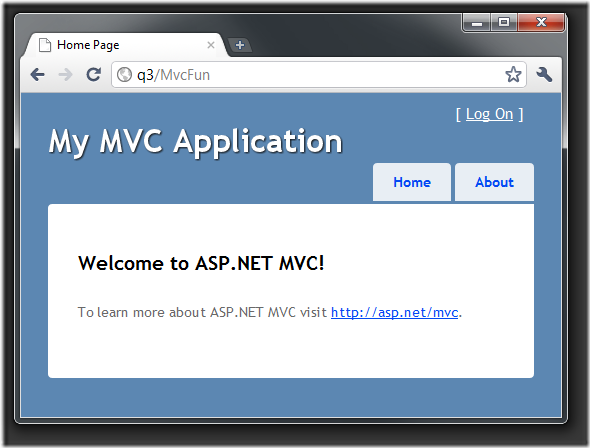 Home Page
q3/MvcFun
[ Log On ]
My MVC Application
Home About
Welcome to ASP.NET MVC!
To learn more about ASP.NET MVC visit http://asp.net/mvc.